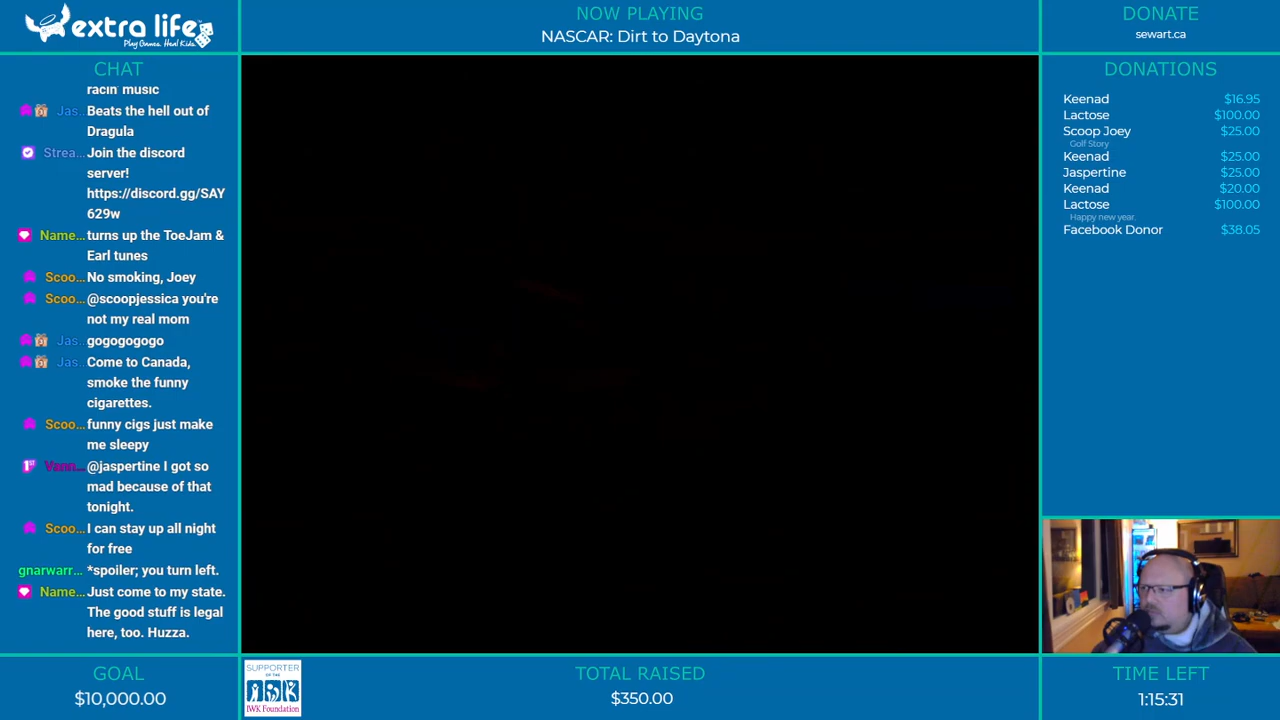 extra life
Play Games. Heal Kids.
NOW PLAYING
NASCAR: Dirt to Daytona
DONATE
sewart.ca
CHAT
racin' music
Jas.. Beats the hell out of
Dragula
Strea... Join the discord
server!
https://discord.gg/SAY
629w
Name... turns up the ToeJam &
Earl tunes
Scoo... No smoking, Joey
Scoo... @scoopjessica you're
not my real mom
Jas.. gogogogogo
Jas.. Come to Canada,
smoke the funny
cigarettes.
Scoo... funny cigs just make
me sleepy
Vann... @jaspertine I got so
mad because of that
tonight.
Scoo... I can stay up all night
for free
gnarwarr... *spoiler; you turn left.
Name... Just come to my state.
The good stuff is legal
here, too. Huzza.
DONATIONS
Keenad $16.95
Lactose $100.00
Scoop Joey $25.00
Golf Story
Keenad $25.00
Jaspertine $25.00
Keenad $20.00
Lactose $100.00
Happy new year.
Facebook Donor $38.05
GOAL
$10,000.00
SUPPORTER
OF THE
IWK
IWK Foundation
TOTAL RAISED
$350.00
TIME LEFT
1:15:31